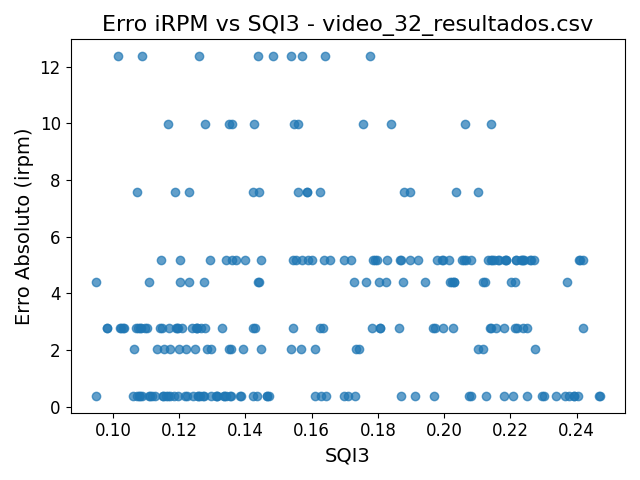 Erro iRPM vs SQI3 - video_32_resultados.csv
Erro Absoluto (irpm)
12
10
8
6
4
2
0
0.10 0.12 0.14 0.16 0.18 0.20 0.22 0.24
SQI3